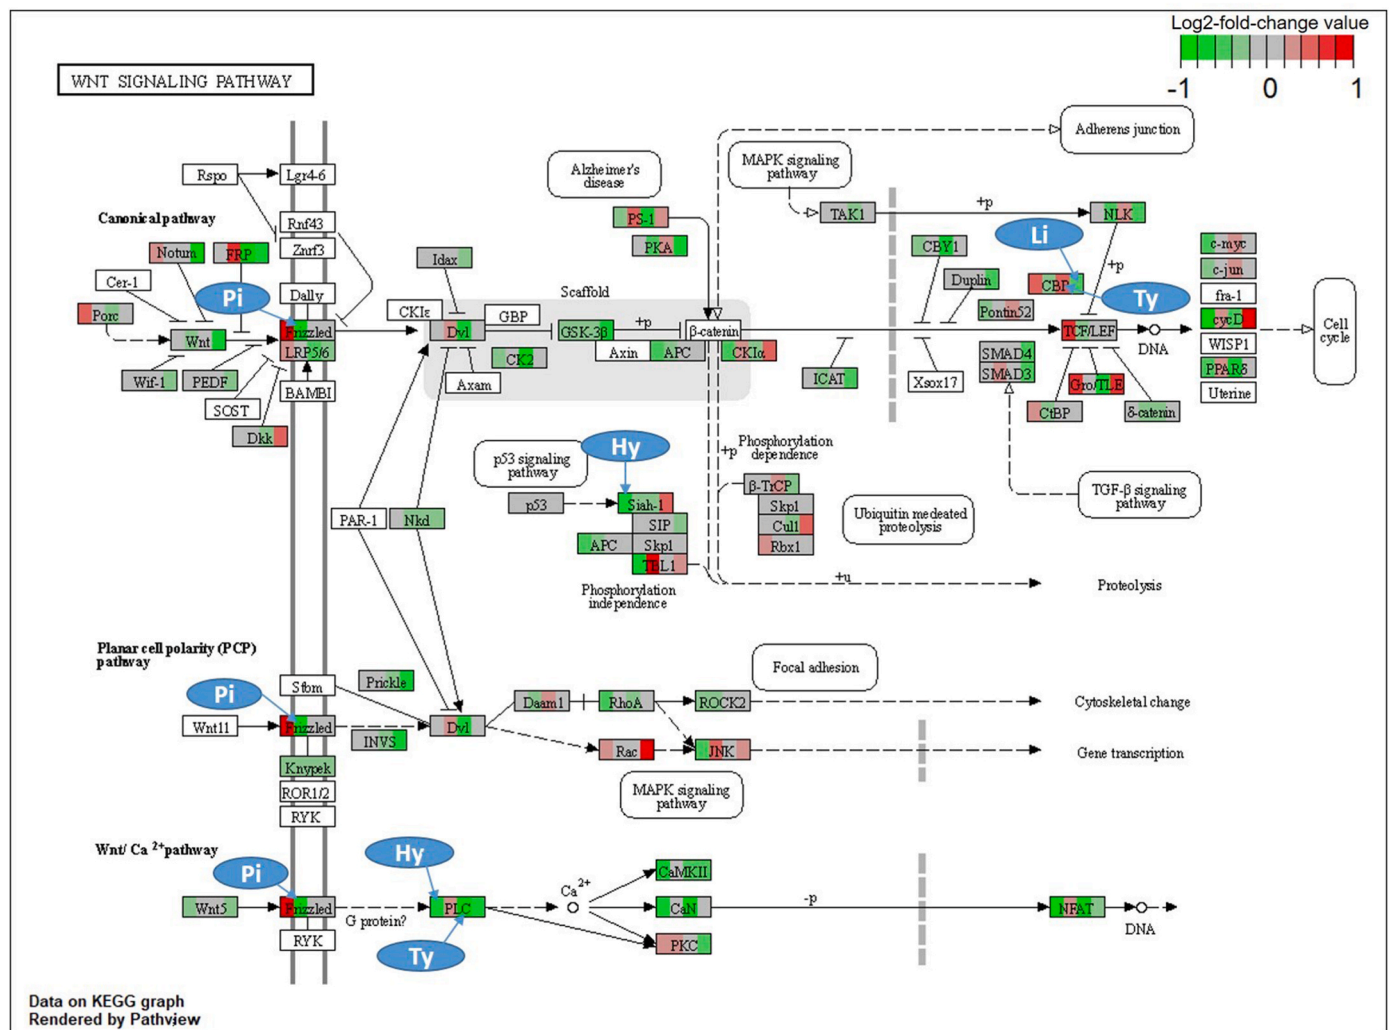 Log2-fold-change value
-1 0 1
WNT SIGNALING PATHWAY
Adherens junction
MAPK signaling
pathway
Alzheimer's
disease
Rspo
Lgr4-6
Canonical pathway
Rnf43
Znrf3
Notum
FRP
Cer-1
Pi
Dally
Porc
Wnt
Frizzled
LRP5/6
Wif-1
PEDF
SOST
BAMBI
Dkk
PS-1
PKA
Idax
Scaffold
CKIε
GBP
Dvl
GSK-3β
+p
β-catenin
CK2
Axin
APC
CKIα
Axam
TAK1
+p
NLK
Li
CBY1
+p
Duplin
CBP
Ty
Pontin52
TCF/LEF
DNA
SMAD4
SMAD3
ICAT
Xsox17
Gro/TLE
CtBP
δ-catenin
c-myc
c-jun
fra-1
cycD
WISP1
PPARδ
Uterine
Cell
cycle
Hy
p53 signaling
pathway
+p
Phosphorylation
dependence
p53
Siah-1
SIP
APC
Skp1
TBL1
Phosphorylation
independence
β-TrCP
Skp1
Cul1
Rbx1
Ubiquitin medeated
proteolysis
TGF-β signaling
pathway
PAR-1
Nkd
+u
Proteolysis
Planar cell polarity (PCP)
pathway
Pi
Stbm
Prickle
Wnt11
Frizzled
INVS
Dvl
Daam1
RhoA
ROCK2
Focal adhesion
Cytoskeletal change
Rac
JNK
Gene transcription
MAPK signaling
pathway
Knypek
ROR1/2
RYK
Wnt/ Ca 2+ pathway
Pi
Hy
Wnt5
Frizzled
G protein?
PLC
Ca2+
CaMKII
CaN
-p
NFAT
DNA
RYK
Ty
PKC
Data on KEGG graph
Rendered by Pathview